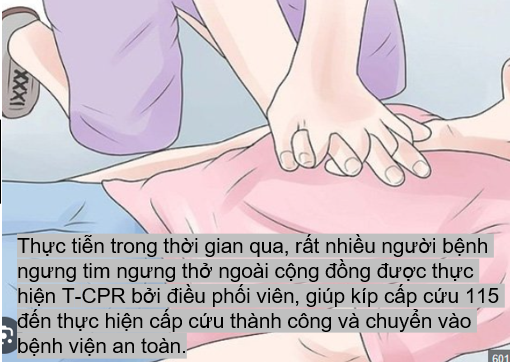 Thực tiễn trong thời gian qua, rất nhiều người bệnh
ngưng tim ngưng thở ngoài cộng đồng được thực
hiện T-CPR bởi điều phối viên, giúp kíp cấp cứu 115
đến thực hiện cấp cứu thành công và chuyển vào
bệnh viện an toàn.
601